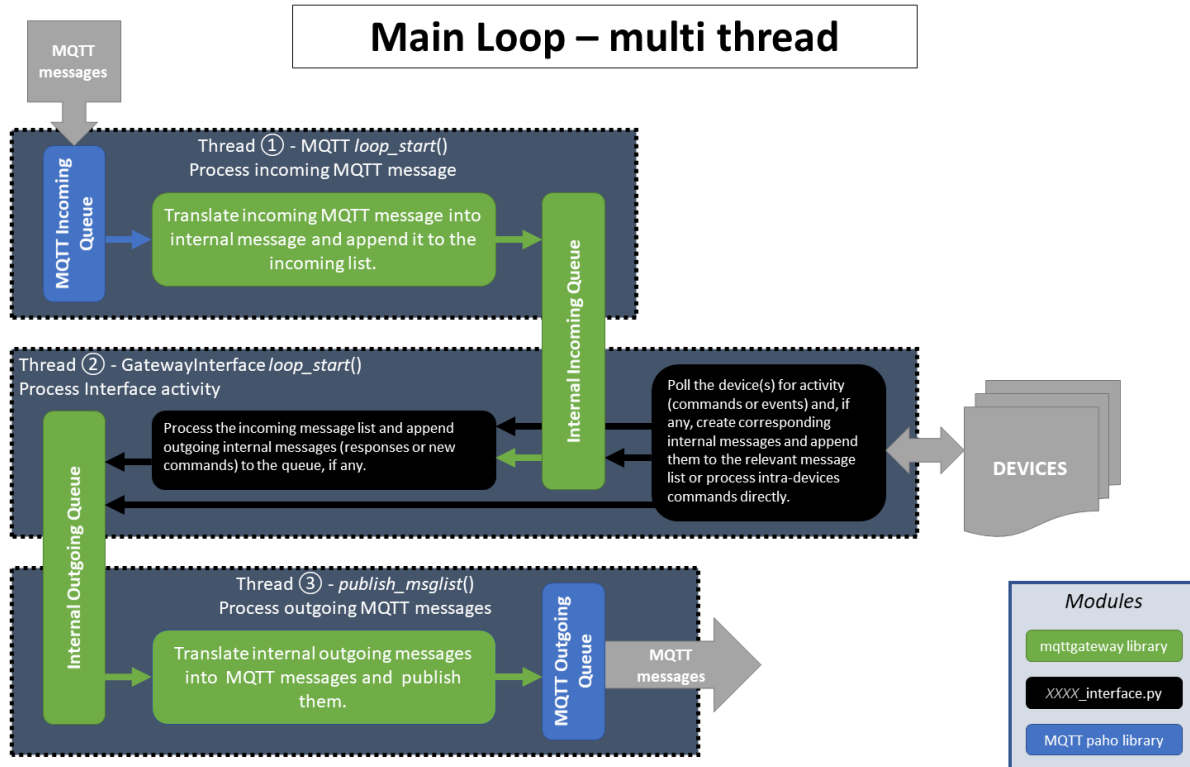 Main Loop – multi thread
MQTT
messages
Thread ① - MQTT loop_start()
Process incoming MQTT message
MQTT Incoming
Queue
Translate incoming MQTT message into
internal message and append it to the
incoming list.
Internal Incoming Queue
Thread ② - GatewayInterface loop_start()
Process Interface activity
Process the incoming message list and append
outgoing internal messages (responses or new
commands) to the queue, if any.
Poll the device(s) for activity
(commands or events) and, if
any, create corresponding
internal messages and append
them to the relevant message
list or process intra-devices
commands directly.
DEVICES
Internal Outgoing Queue
Thread ③ - publish_msglist()
Process outgoing MQTT messages
Translate internal outgoing messages
into MQTT messages and publish
them.
MQTT Outgoing
Queue
MQTT
messages
Modules
mqttgateway library
XXXX_interface.py
MQTT paho library